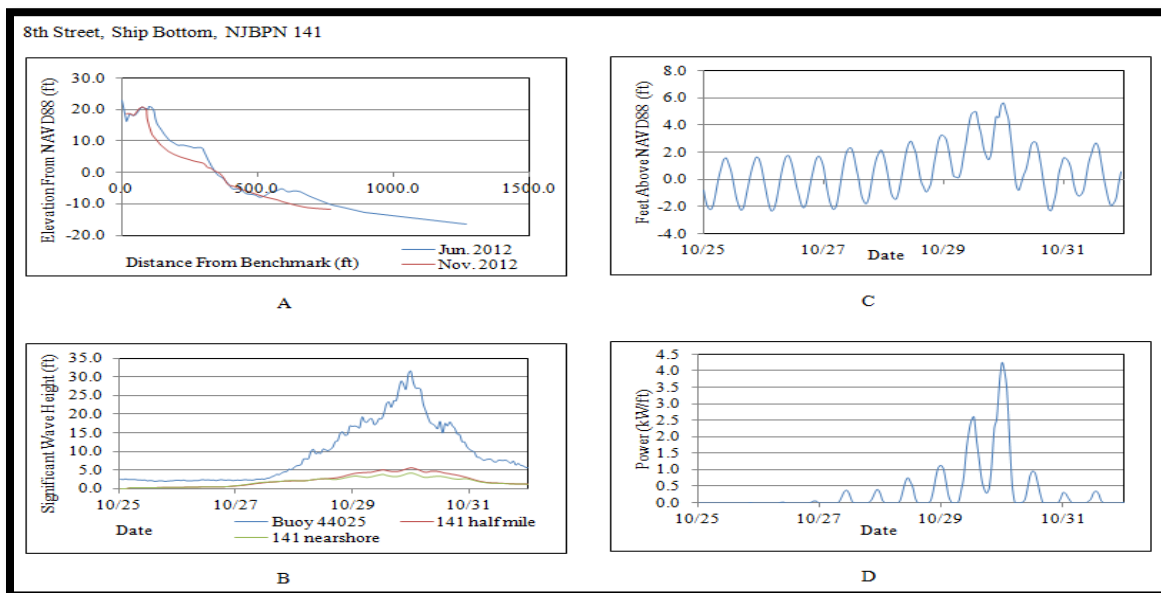 8th Street, Ship Bottom, NJBPN 141
Elevation From NAVD88 (ft)
30.0
20.0
10.0
0.0
-10.0
-20.0
0.0 500.0 1000.0 1500.0
Distance From Benchmark (ft)
Jun. 2012
Nov. 2012
A
Feet Above NAVD88 (ft)
8.0
6.0
4.0
2.0
0.0
-2.0
-4.0
10/25 10/27 10/29 10/31
Date
C
Significant Wave Height (ft)
35.0
30.0
25.0
20.0
15.0
10.0
5.0
0.0
10/25 10/27 10/29 10/31
Date
Buoy 44025 141 half mile
141 nearshore
B
Power (kW/ft)
4.5
4.0
3.5
3.0
2.5
2.0
1.5
1.0
0.5
0.0
10/25 10/27 10/29 10/31
Date
D